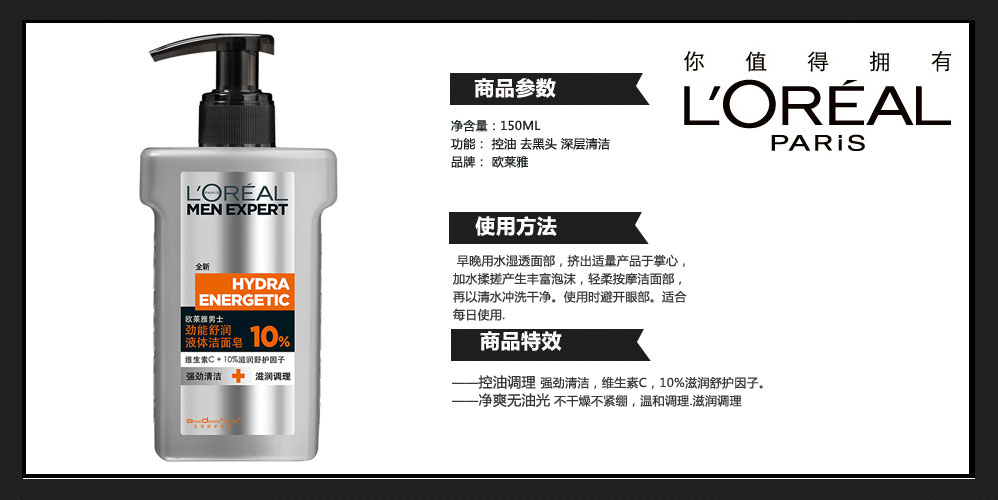 L'ORÉAL
PARIS
MEN EXPERT
全新
HYDRA
ENERGETIC
欧莱雅男士
劲能舒润
液体洁面皂 10%
维生素C + 10%滋润舒护因子
强劲清洁 + 滋润调理
商品参数
净含量：150ML
功能： 控油 去黑头 深层清洁
品牌： 欧莱雅
使用方法
早晚用水湿透面部，挤出适量产品于掌心，
加水揉搓产生丰富泡沫，轻柔按摩洁面部，
再以清水冲洗干净。使用时避开眼部。适合
每日使用.
商品特效
——控油调理 强劲清洁，维生素C，10%滋润舒护因子。
——净爽无油光 不干燥不紧绷，温和调理.滋润调理
你值得拥有
L'ORÉAL
PARiS